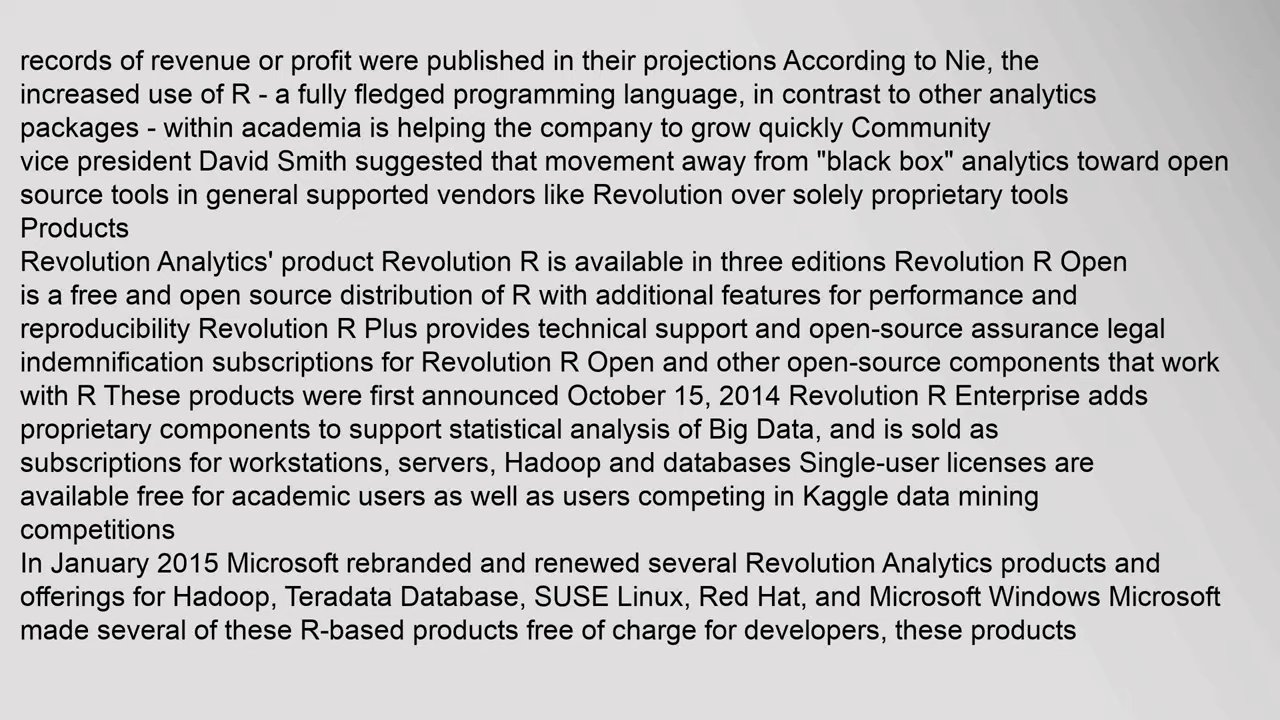 records of revenue or profit were published in their projections According to Nie, the
increased use of R - a fully fledged programming language, in contrast to other analytics
packages - within academia is helping the company to grow quickly Community
vice president David Smith suggested that movement away from "black box" analytics toward open
source tools in general supported vendors like Revolution over solely proprietary tools
Products
Revolution Analytics' product Revolution R is available in three editions Revolution R Open
is a free and open source distribution of R with additional features for performance and
reproducibility Revolution R Plus provides technical support and open-source assurance legal
indemnification subscriptions for Revolution R Open and other open-source components that work
with R These products were first announced October 15, 2014 Revolution R Enterprise adds
proprietary components to support statistical analysis of Big Data, and is sold as
subscriptions for workstations, servers, Hadoop and databases Single-user licenses are
available free for academic users as well as users competing in Kaggle data mining
competitions
In January 2015 Microsoft rebranded and renewed several Revolution Analytics products and
offerings for Hadoop, Teradata Database, SUSE Linux, Red Hat, and Microsoft Windows Microsoft
made several of these R-based products free of charge for developers, these products